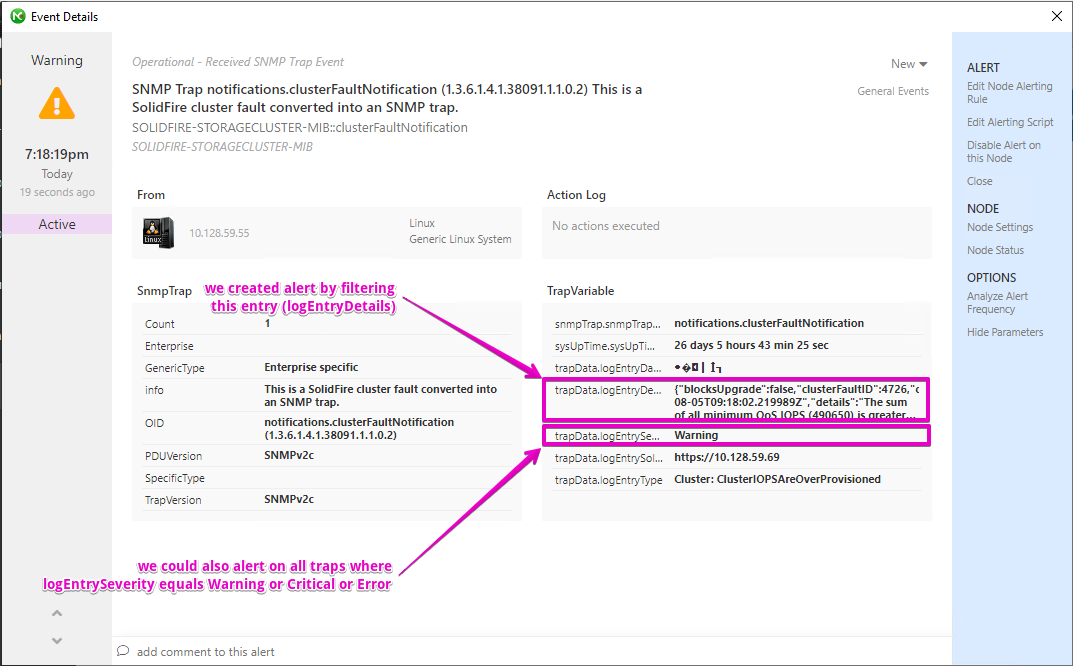 Event Details
Warning
7:18:19pm
Today
19 seconds ago
Active
Operational - Received SNMP Trap Event
New
SNMP Trap notifications.clusterFaultNotification (1.3.6.1.4.1.38091.1.1.0.2) This is a
SolidFire cluster fault converted into an SNMP trap.
General Events
SOLIDFIRE-STORAGECLUSTER-MIB::clusterFaultNotification
SOLIDFIRE-STORAGECLUSTER-MIB
From
Linux
10.128.59.55
Linux
Generic Linux System
Action Log
No actions executed
we created alert by filtering
this entry (logEntryDetails)
SnmpTrap
Count 1
Enterprise
GenericType Enterprise specific
info This is a SolidFire cluster fault converted into
an SNMP trap.
OID notifications.clusterFaultNotification
(1.3.6.1.4.1.38091.1.1.0.2)
PDUVersion SNMPv2c
SpecificType
TrapVersion SNMPv2c
TrapVariable
snmpTrap.snmpTrap... notifications.clusterFaultNotification
sysUpTime.sysUpTi... 26 days 5 hours 43 min 25 sec
trapData.logEntryDa...
trapData.logEntryDe... {"blocksUpgrade":false,"clusterFaultID":4726,"c
08-05T09:18:02.219989Z","details":"The sum
of all minimum QoS IOPS (490650) is greater...
trapData.logEntrySe... Warning
trapData.logEntrySol... https://10.128.59.69
trapData.logEntryType Cluster: ClusterIOPSAreOverProvisioned
we could also alert on all traps where
logEntrySeverity equals Warning or Critical or Error
add comment to this alert
ALERT
Edit Node Alerting
Rule
Edit Alerting Script
Disable Alert on
this Node
Close
NODE
Node Settings
Node Status
OPTIONS
Analyze Alert
Frequency
Hide Parameters